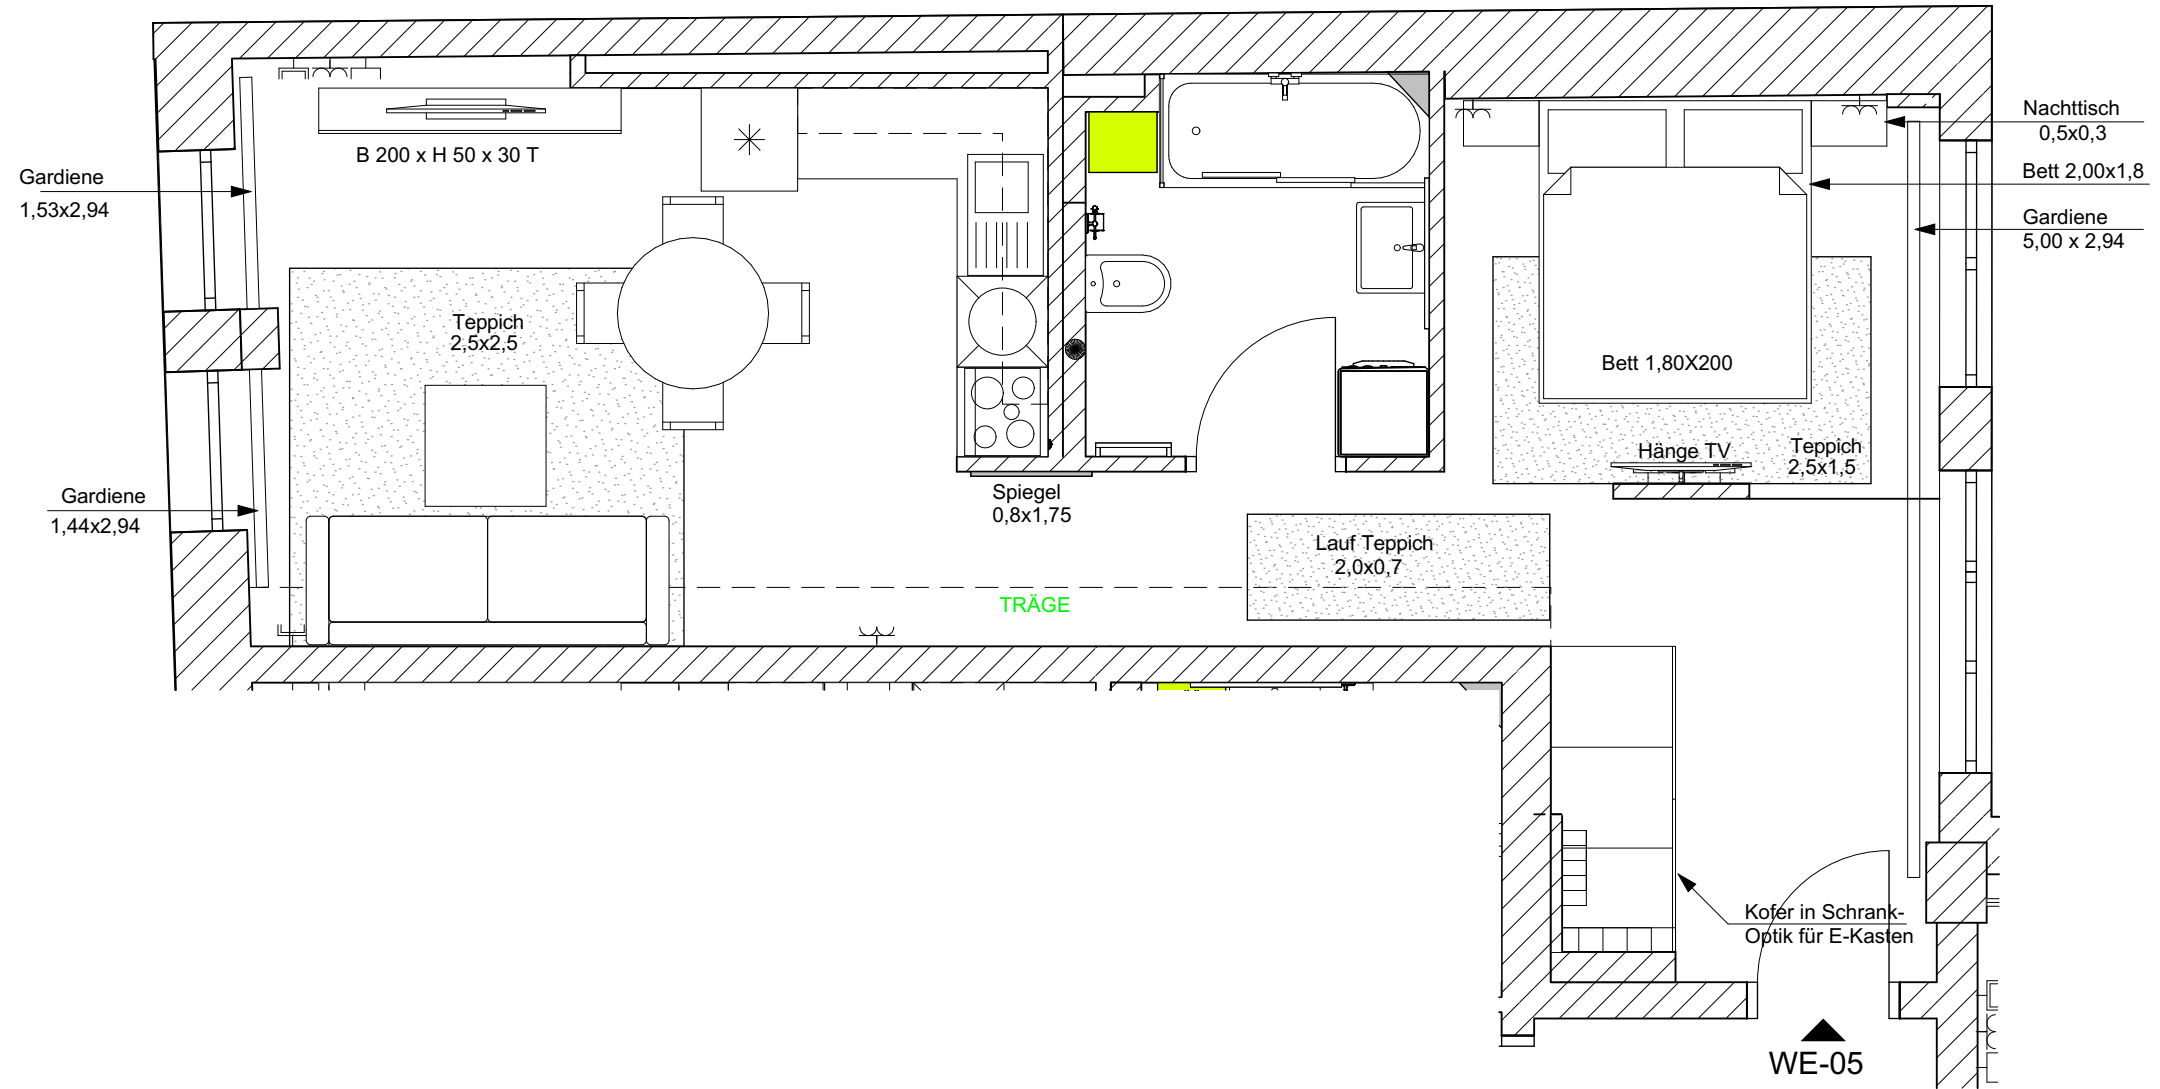 B 200 x H 50 x 30 T
Gardiene
1,53x2,94
Teppich
2,5x2,5
Gardiene
1,44x2,94
Spiegel
0,8x1,75
TRÄGE
Lauf Teppich
2,0x0,7
Nachttisch
0,5x0,3
Bett 2,00x1,8
Gardiene
5,00 x 2,94
Bett 1,80X200
Hänge TV
Teppich
2,5x1,5
Kofer in Schrank-
Optik für E-Kasten
WE-05